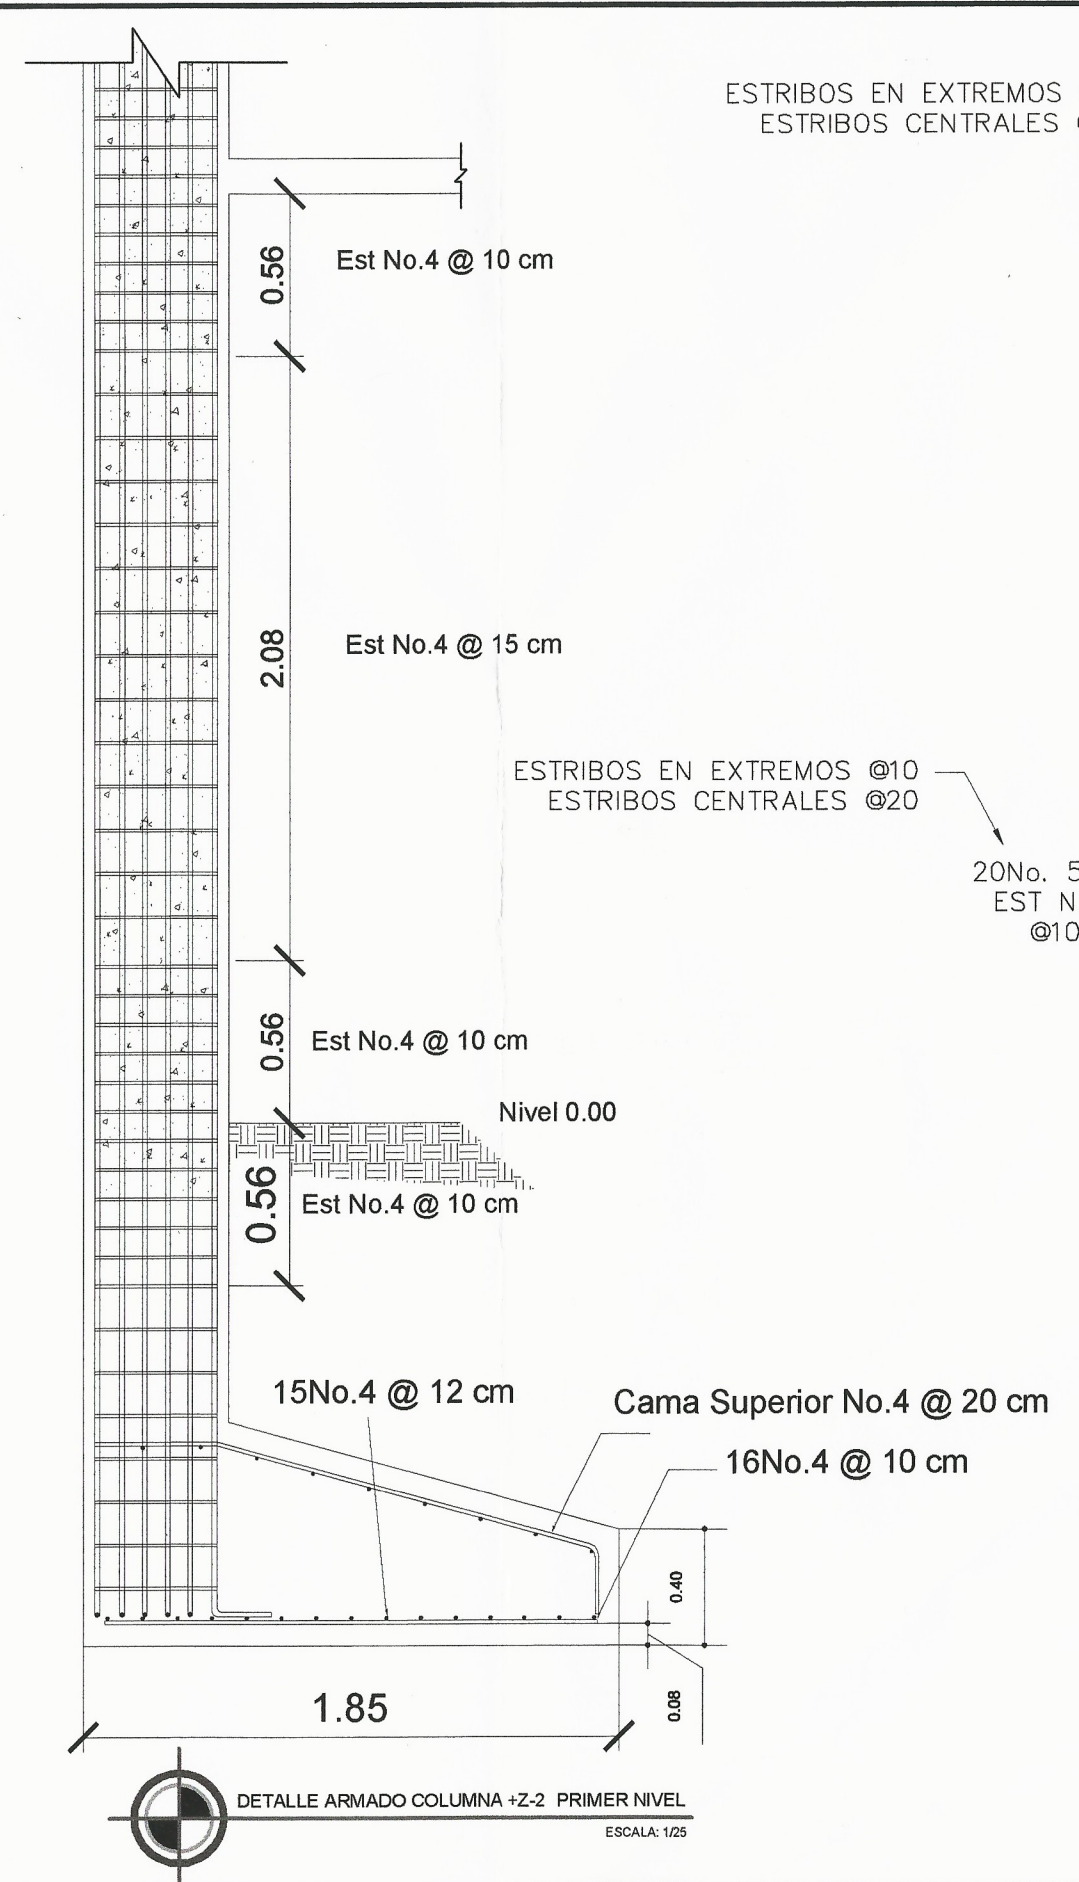 ESTRIBOS EN EXTREMOS
ESTRIBOS CENTRALES
0.56
Est No.4 @ 10 cm
2.08
Est No.4 @ 15 cm
ESTRIBOS EN EXTREMOS @10
ESTRIBOS CENTRALES @20
20No. 5
EST N
@10
0.56
Est No.4 @ 10 cm
Nivel 0.00
0.56
Est No.4 @ 10 cm
15No.4 @ 12 cm
Cama Superior No.4 @ 20 cm
16No.4 @ 10 cm
0.40
0.08
1.85
DETALLE ARMADO COLUMNA +Z-2 PRIMER NIVEL
ESCALA: 1/25